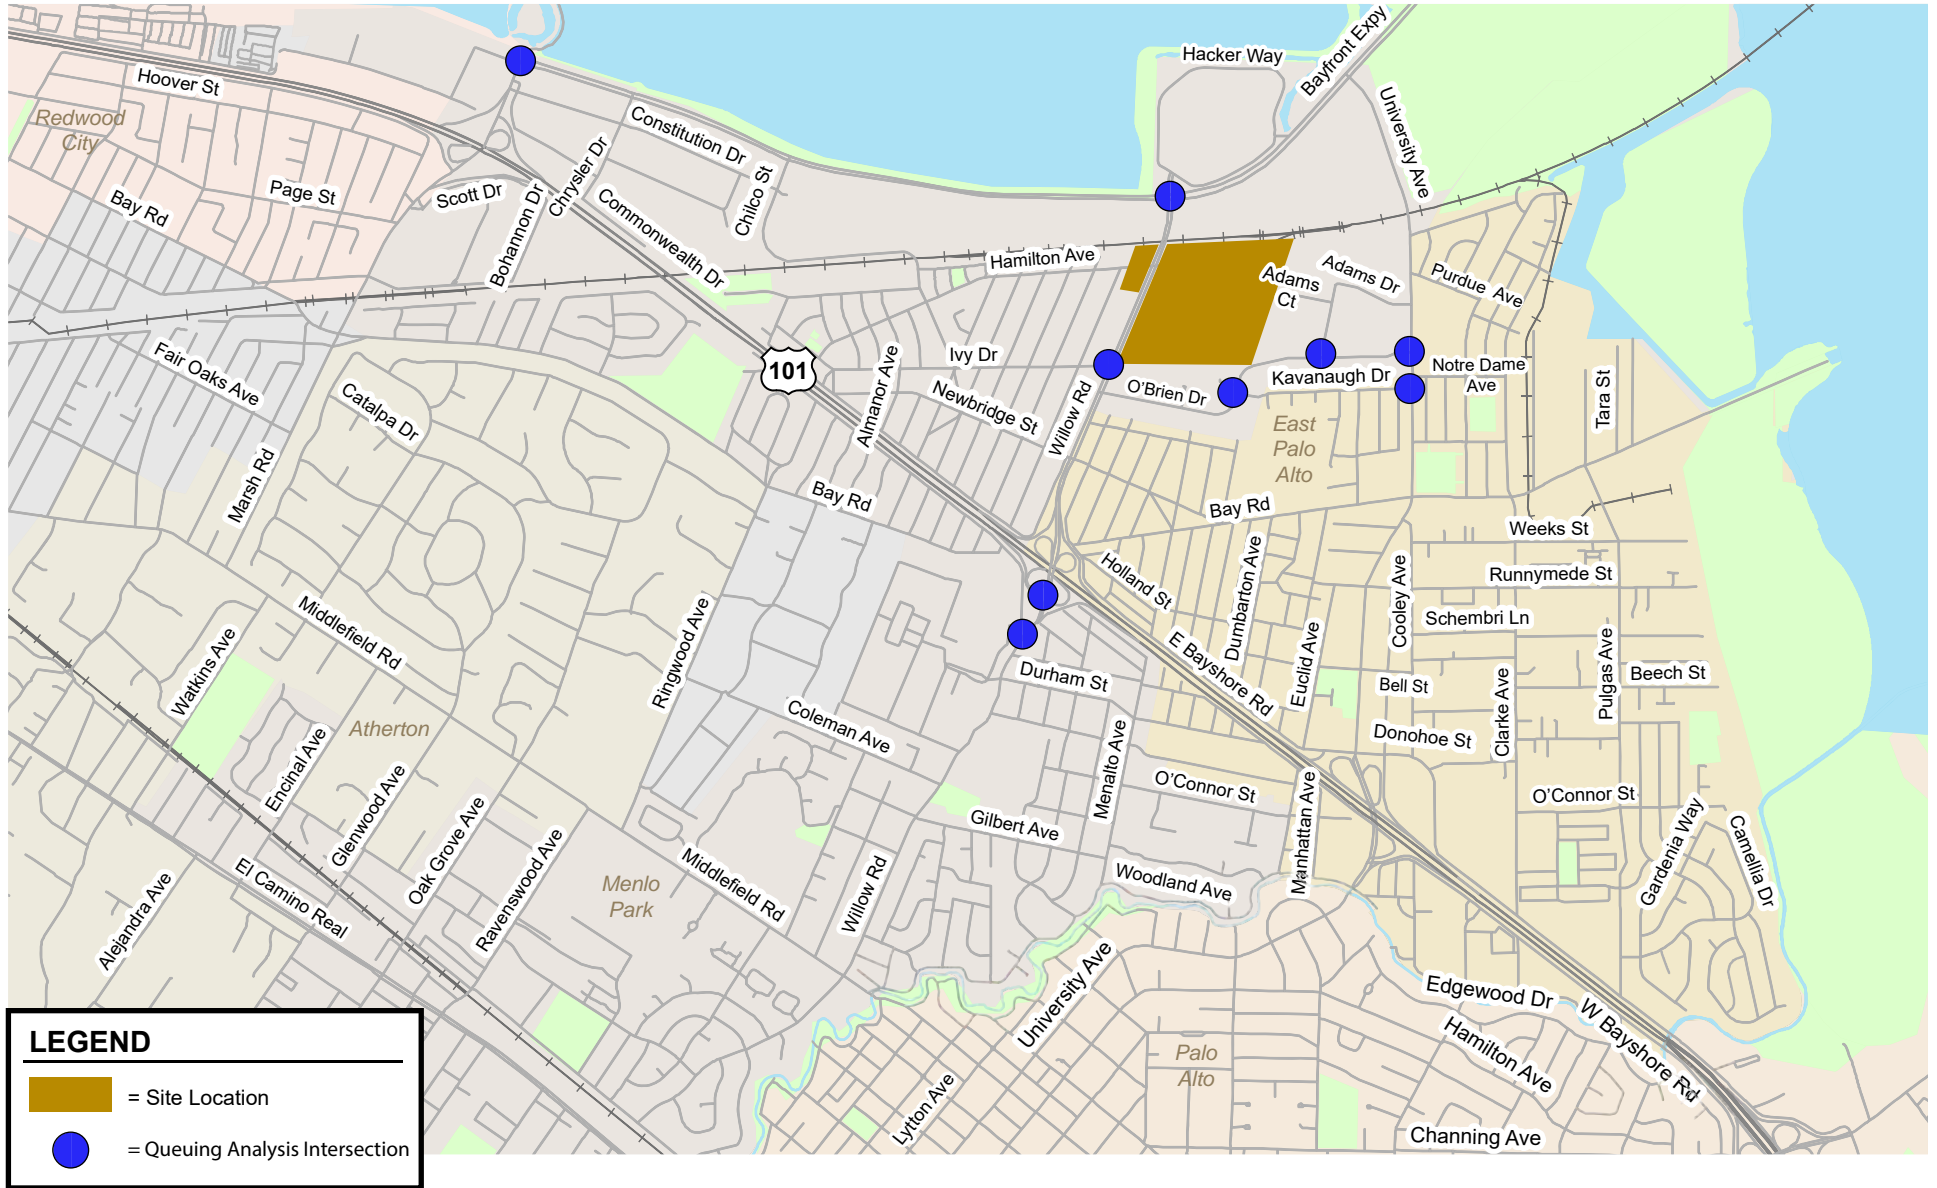 Hacker Way
Bayfront Expy
Hoover St
University Ave
Redwood
City
Constitution Dr
Chrysler Dr
Chilco St
Page St
Scott Dr
Bay Rd
Bohannon Dr
Commonwealth Dr
Hamilton Ave
Adams
Ct
Adams Dr
Purdue Ave
Fair Oaks Ave
101
Ivy Dr
Almanor Ave
Newbridge St
Willow Rd
O'Brien Dr
Kavanaugh Dr
Notre Dame
Ave
Tara St
Catalpa Dr
East
Palo
Alto
Marsh Rd
Bay Rd
Bay Rd
Weeks St
Holland St
Dumbarton Ave
Cooley Ave
Runnymede St
Schembri Ln
Middlefield Rd
Watkins Ave
Ringwood Ave
Durham St
E Bayshore Rd
Euclid Ave
Bell St
Clarke Ave
Pulgas Ave
Beech St
Atherton
Encinal Ave
Coleman Ave
Menalto Ave
Donohoe St
Glenwood Ave
Oak Grove Ave
O'Connor St
Manhattan Ave
O'Connor St
Gilbert Ave
Gardenia Way
Camellia Dr
Ravenswood Ave
El Camino Real
Alejandra Ave
Menlo
Park
Middlefield Rd
Willow Rd
Woodland Ave
University Ave
Edgewood Dr
W Bayshore Rd
Hamilton Ave
Palo
Alto
Lytton Ave
Channing Ave
LEGEND
= Site Location
= Queuing Analysis Intersection